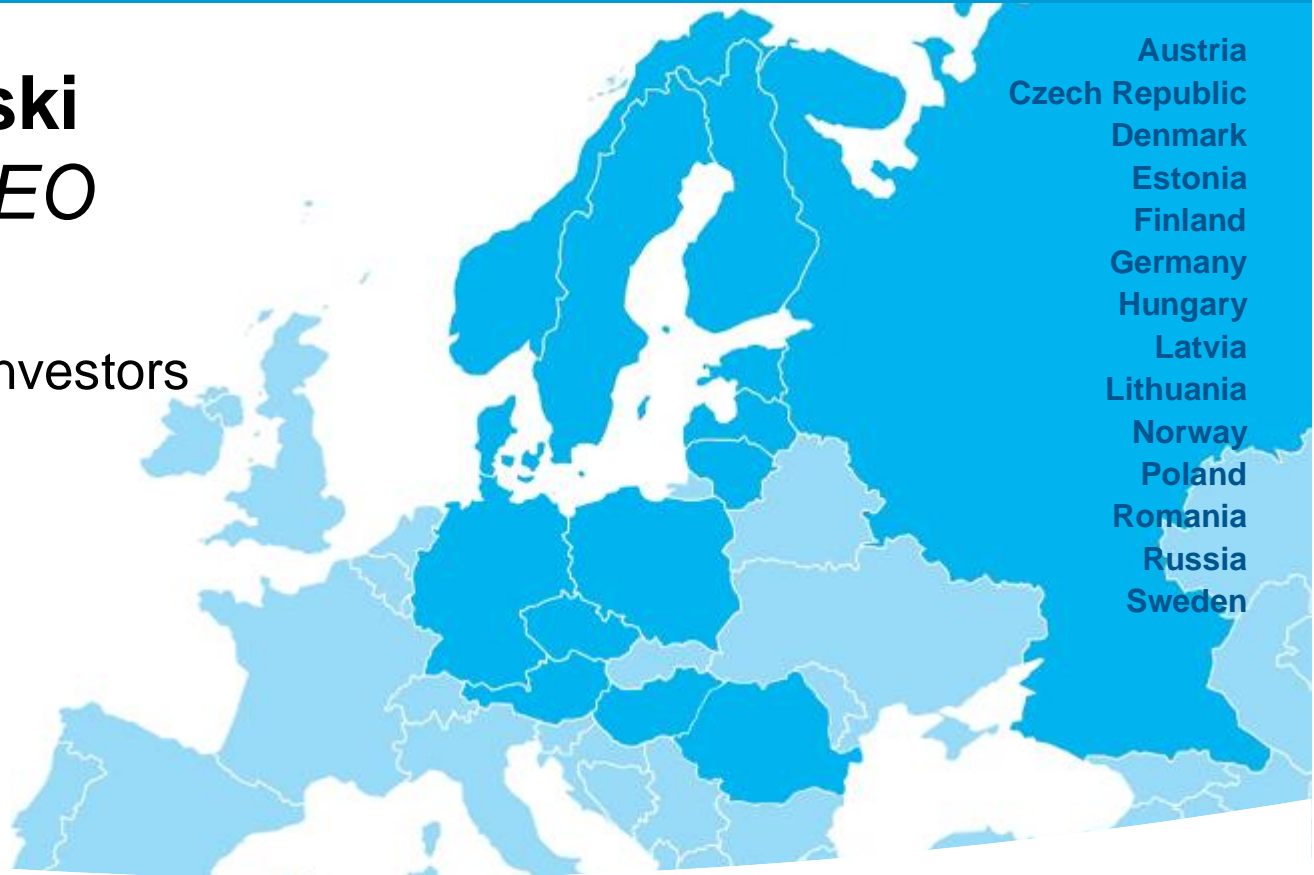 ski
EO
nvestors
Austria
Czech Republic
Denmark
Estonia
Finland
Germany
Hungary
Latvia
Lithuania
Norway
Poland
Romania
Russia
Sweden